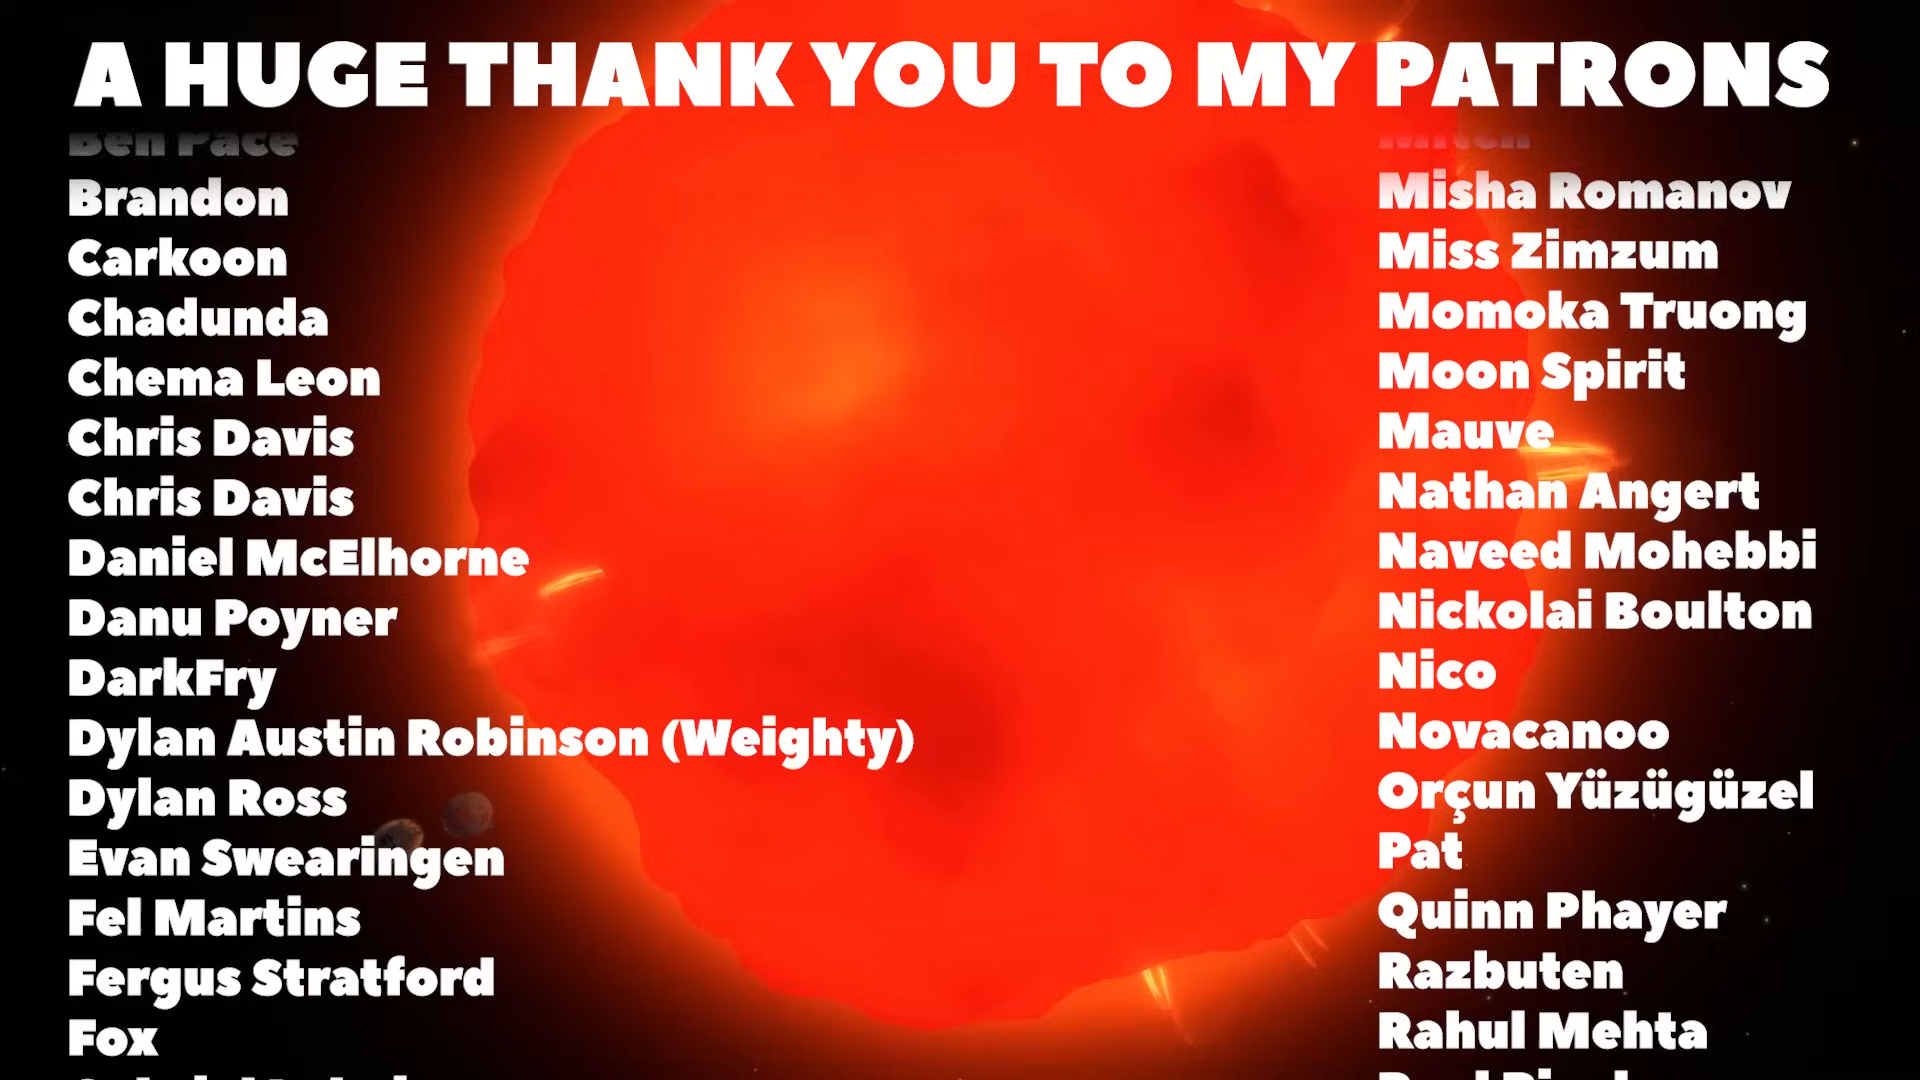 A HUGE THANK YOU TO MY PATRONS
Ben Pace
Brandon
Carkoon
Chadunda
Chema Leon
Chris Davis
Chris Davis
Daniel McElhorne
Danu Poyner
DarkFry
Dylan Austin Robinson (Weighty)
Dylan Ross
Evan Swearingen
Fel Martins
Fergus Stratford
Fox
Misha Romanov
Miss Zimzum
Momoka Truong
Moon Spirit
Mauve
Nathan Angert
Naveed Mohebbi
Nickolai Boulton
Nico
Novacanoo
Orçun Yüzügüzel
Pat
Quinn Phayer
Razbuten
Rahul Mehta